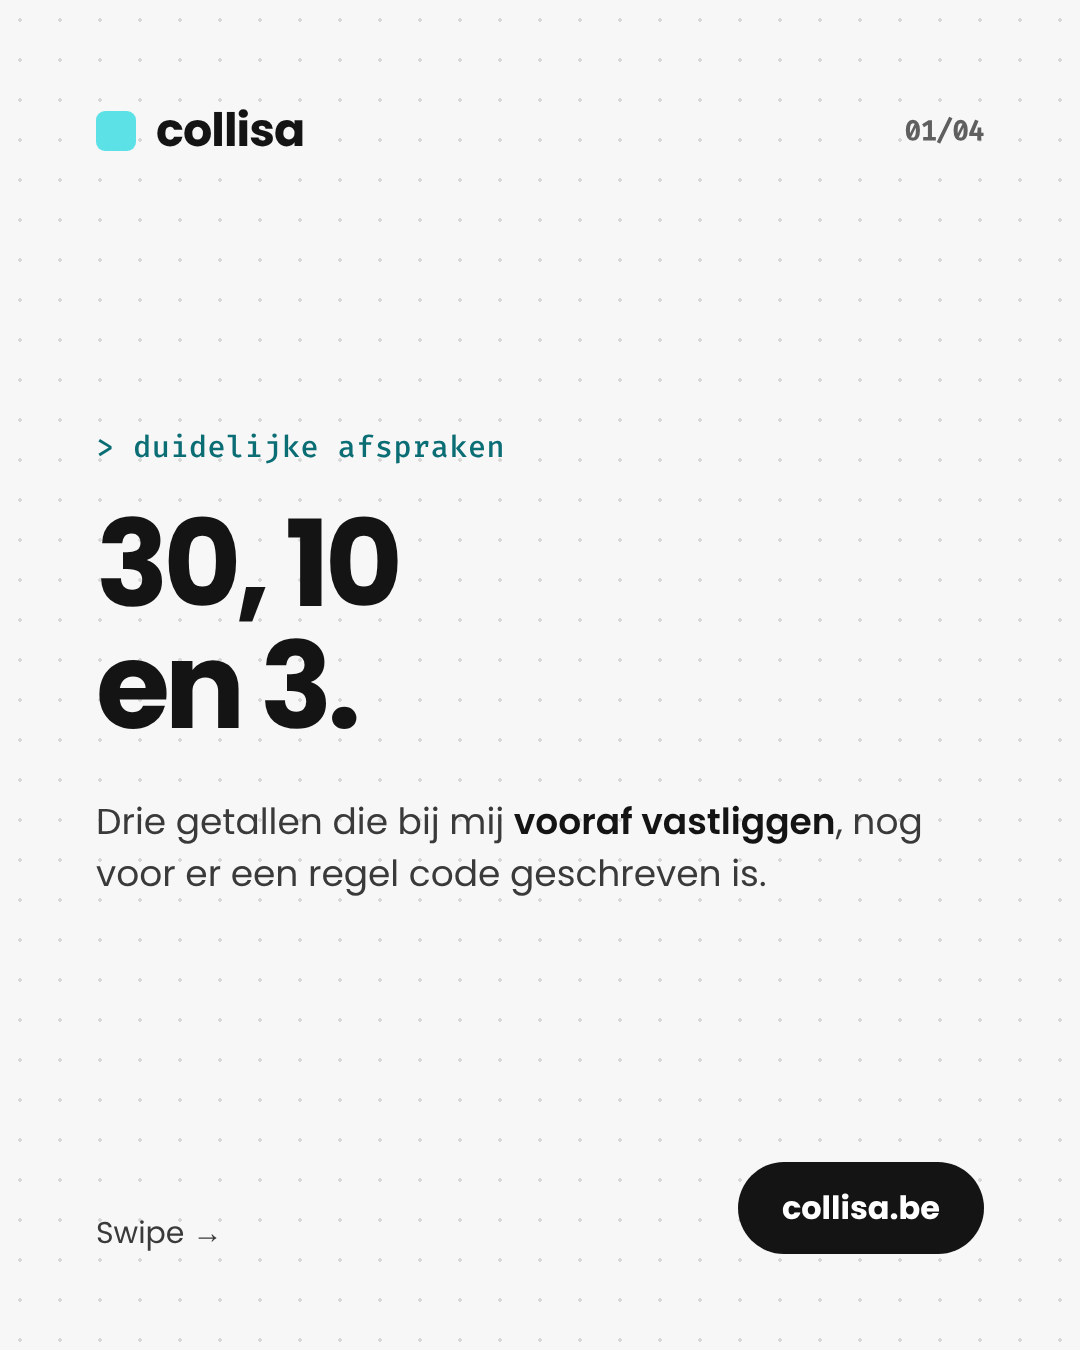 collisa
01/04
> duidelijke afspraken
30, 10
en 3.
Drie getallen die bij mij vooraf vastliggen, nog
voor er een regel code geschreven is.
Swipe →
collisa.be